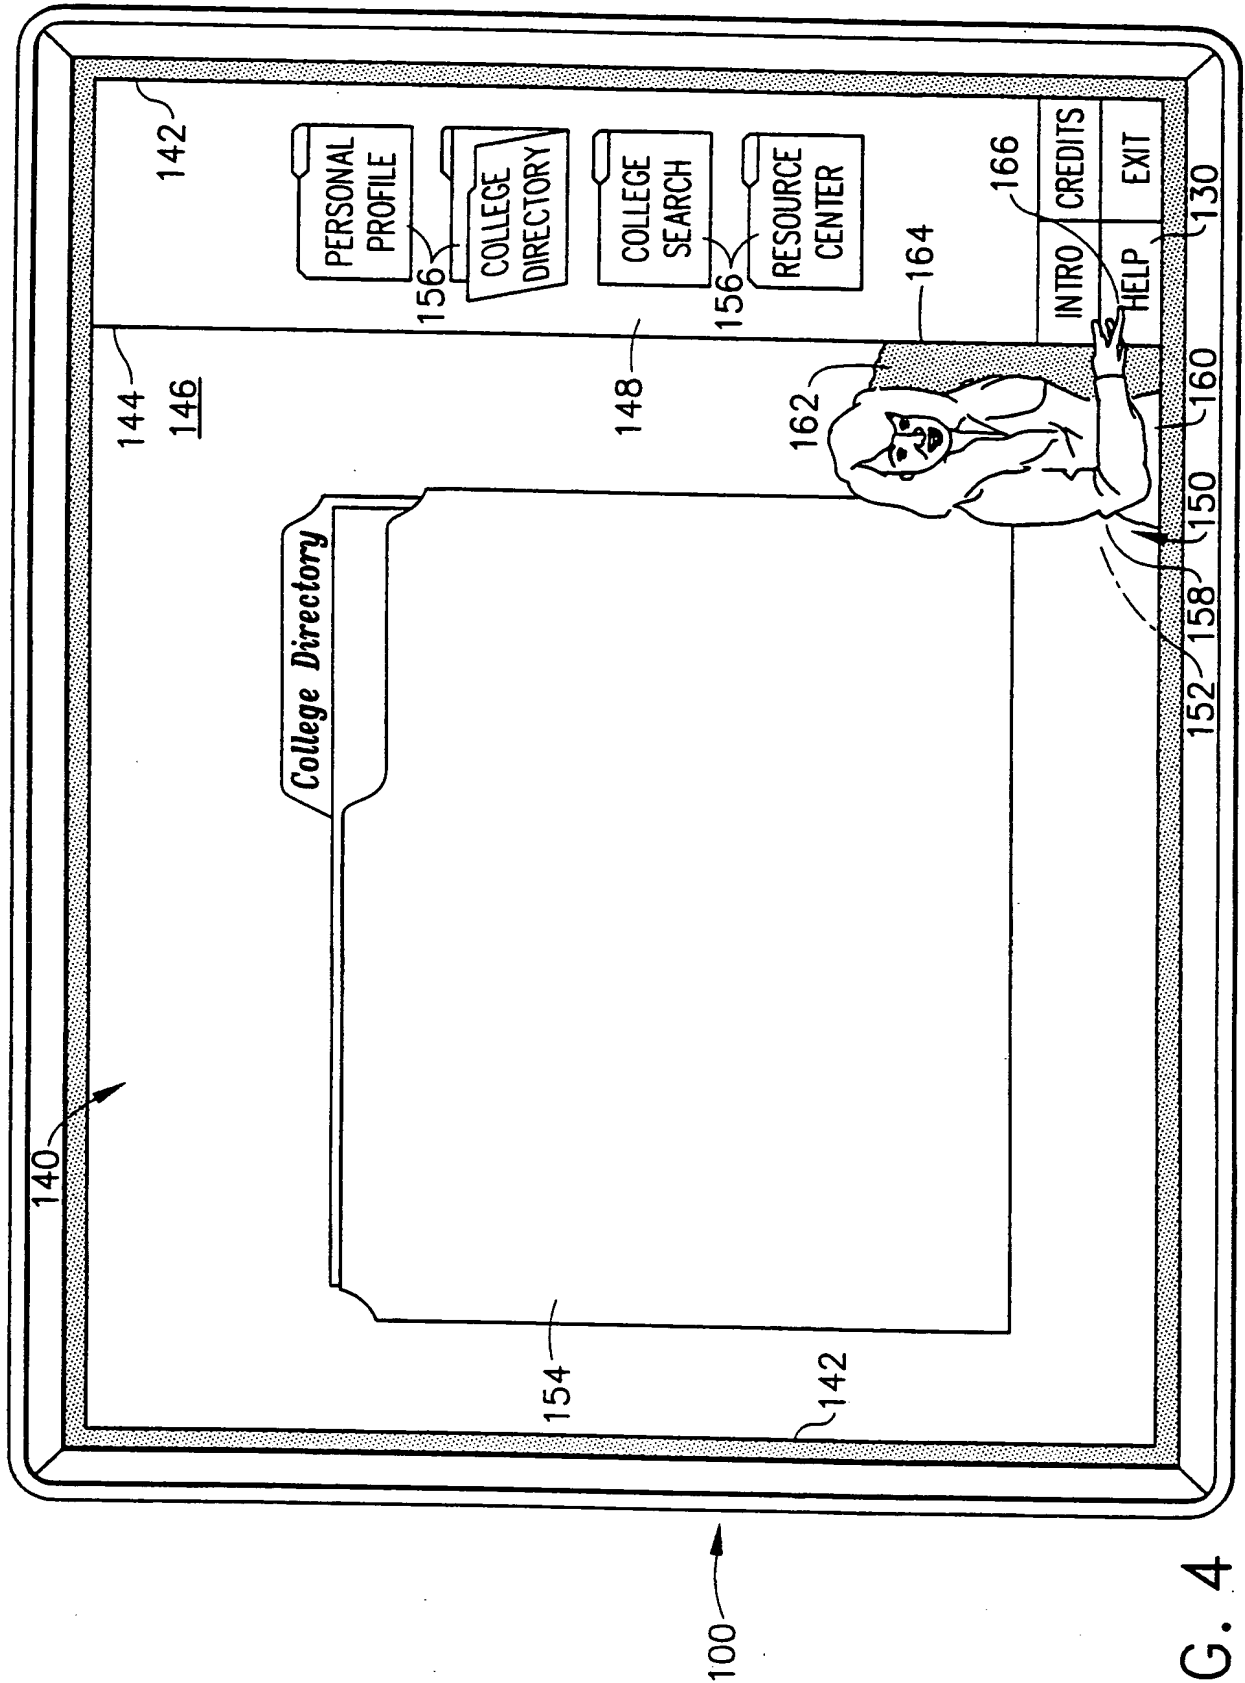 140
142
144
146
College Directory
PERSONAL
PROFILE
156
COLLEGE
DIRECTORY
148
COLLEGE
SEARCH
156
RESOURCE
CENTER
154
162
164
166
142
INTRO
CREDITS
HELP
EXIT
152
158
150
160
130
100
G. 4